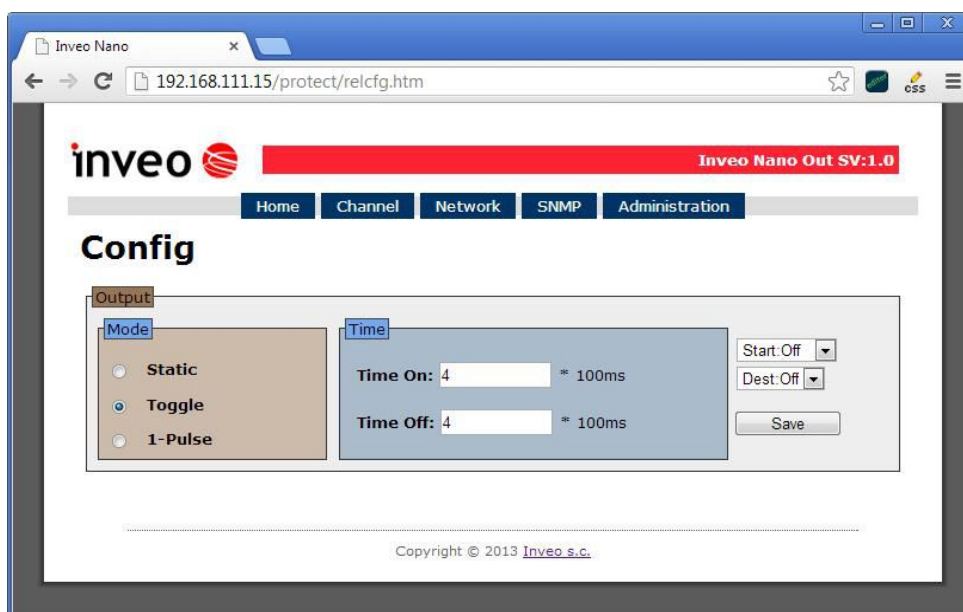 Inveo Nano
192.168.111.15/protect/relcfg.htm
css
inveo
Inveo Nano Out SV:1.0
Home Channel Network SNMP Administration
Config
Output
Mode
Static
Toggle
1-Pulse
Time
Time On: 4 * 100ms
Time Off: 4 * 100ms
Start:Off
Dest:Off
Save
Copyright © 2013 Inveo s.c.